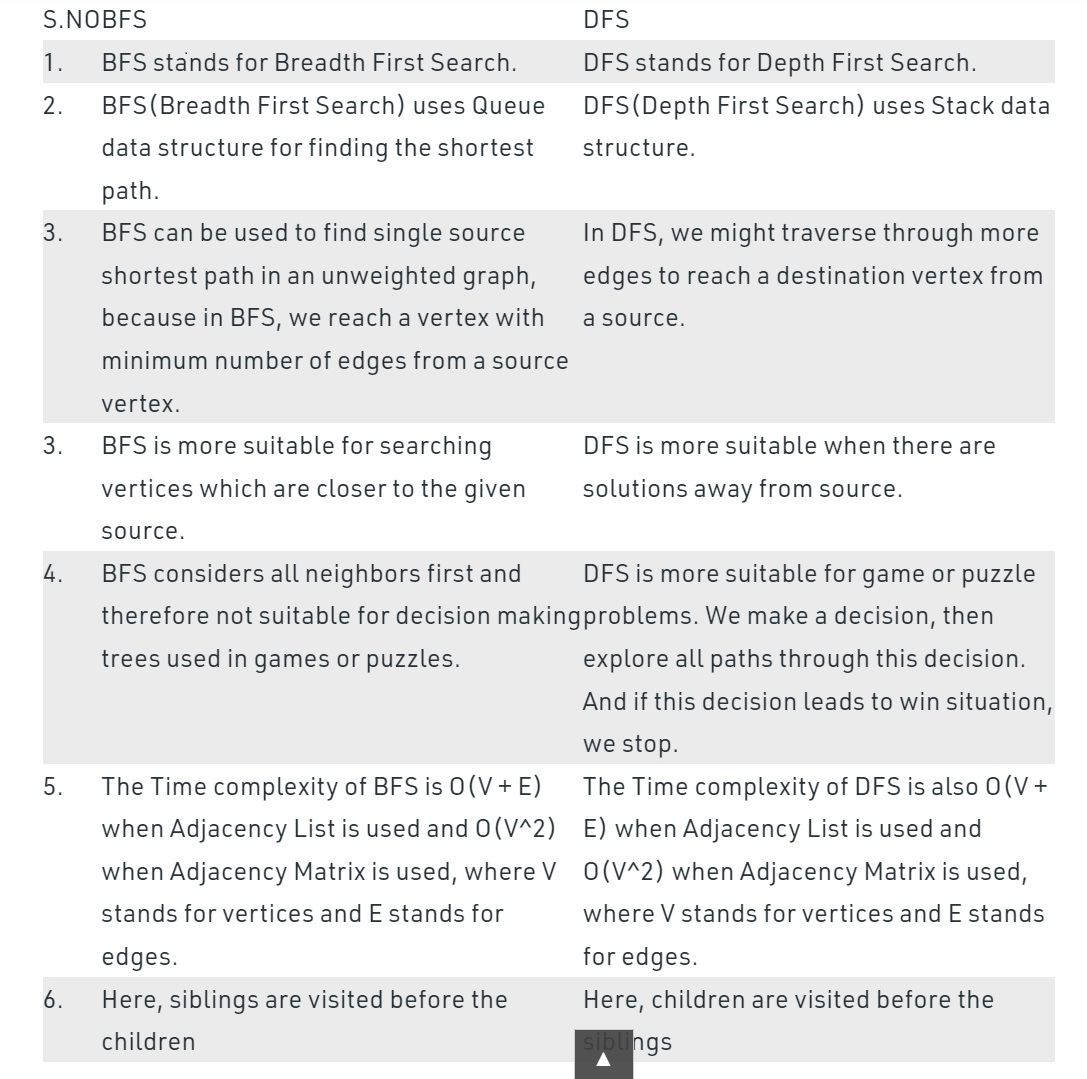 S.NOBFS DFS
1. BFS stands for Breadth First Search. DFS stands for Depth First Search.
2. BFS(Breadth First Search) uses Queue DFS(Depth First Search) uses Stack data
data structure for finding the shortest structure.
path.
3. BFS can be used to find single source In DFS, we might traverse through more
shortest path in an unweighted graph, edges to reach a destination vertex from
because in BFS, we reach a vertex with a source.
minimum number of edges from a source
vertex.
3. BFS is more suitable for searching DFS is more suitable when there are
vertices which are closer to the given solutions away from source.
source.
4. BFS considers all neighbors first and DFS is more suitable for game or puzzle
therefore not suitable for decision making problems. We make a decision, then
trees used in games or puzzles. explore all paths through this decision.
And if this decision leads to win situation,
we stop.
5. The Time complexity of BFS is O(V + E) The Time complexity of DFS is also O(V +
when Adjacency List is used and O(V^2) E) when Adjacency List is used and
when Adjacency Matrix is used, where V O(V^2) when Adjacency Matrix is used,
stands for vertices and E stands for where V stands for vertices and E stands
edges. for edges.
6. Here, siblings are visited before the Here, children are visited before the
children siblings